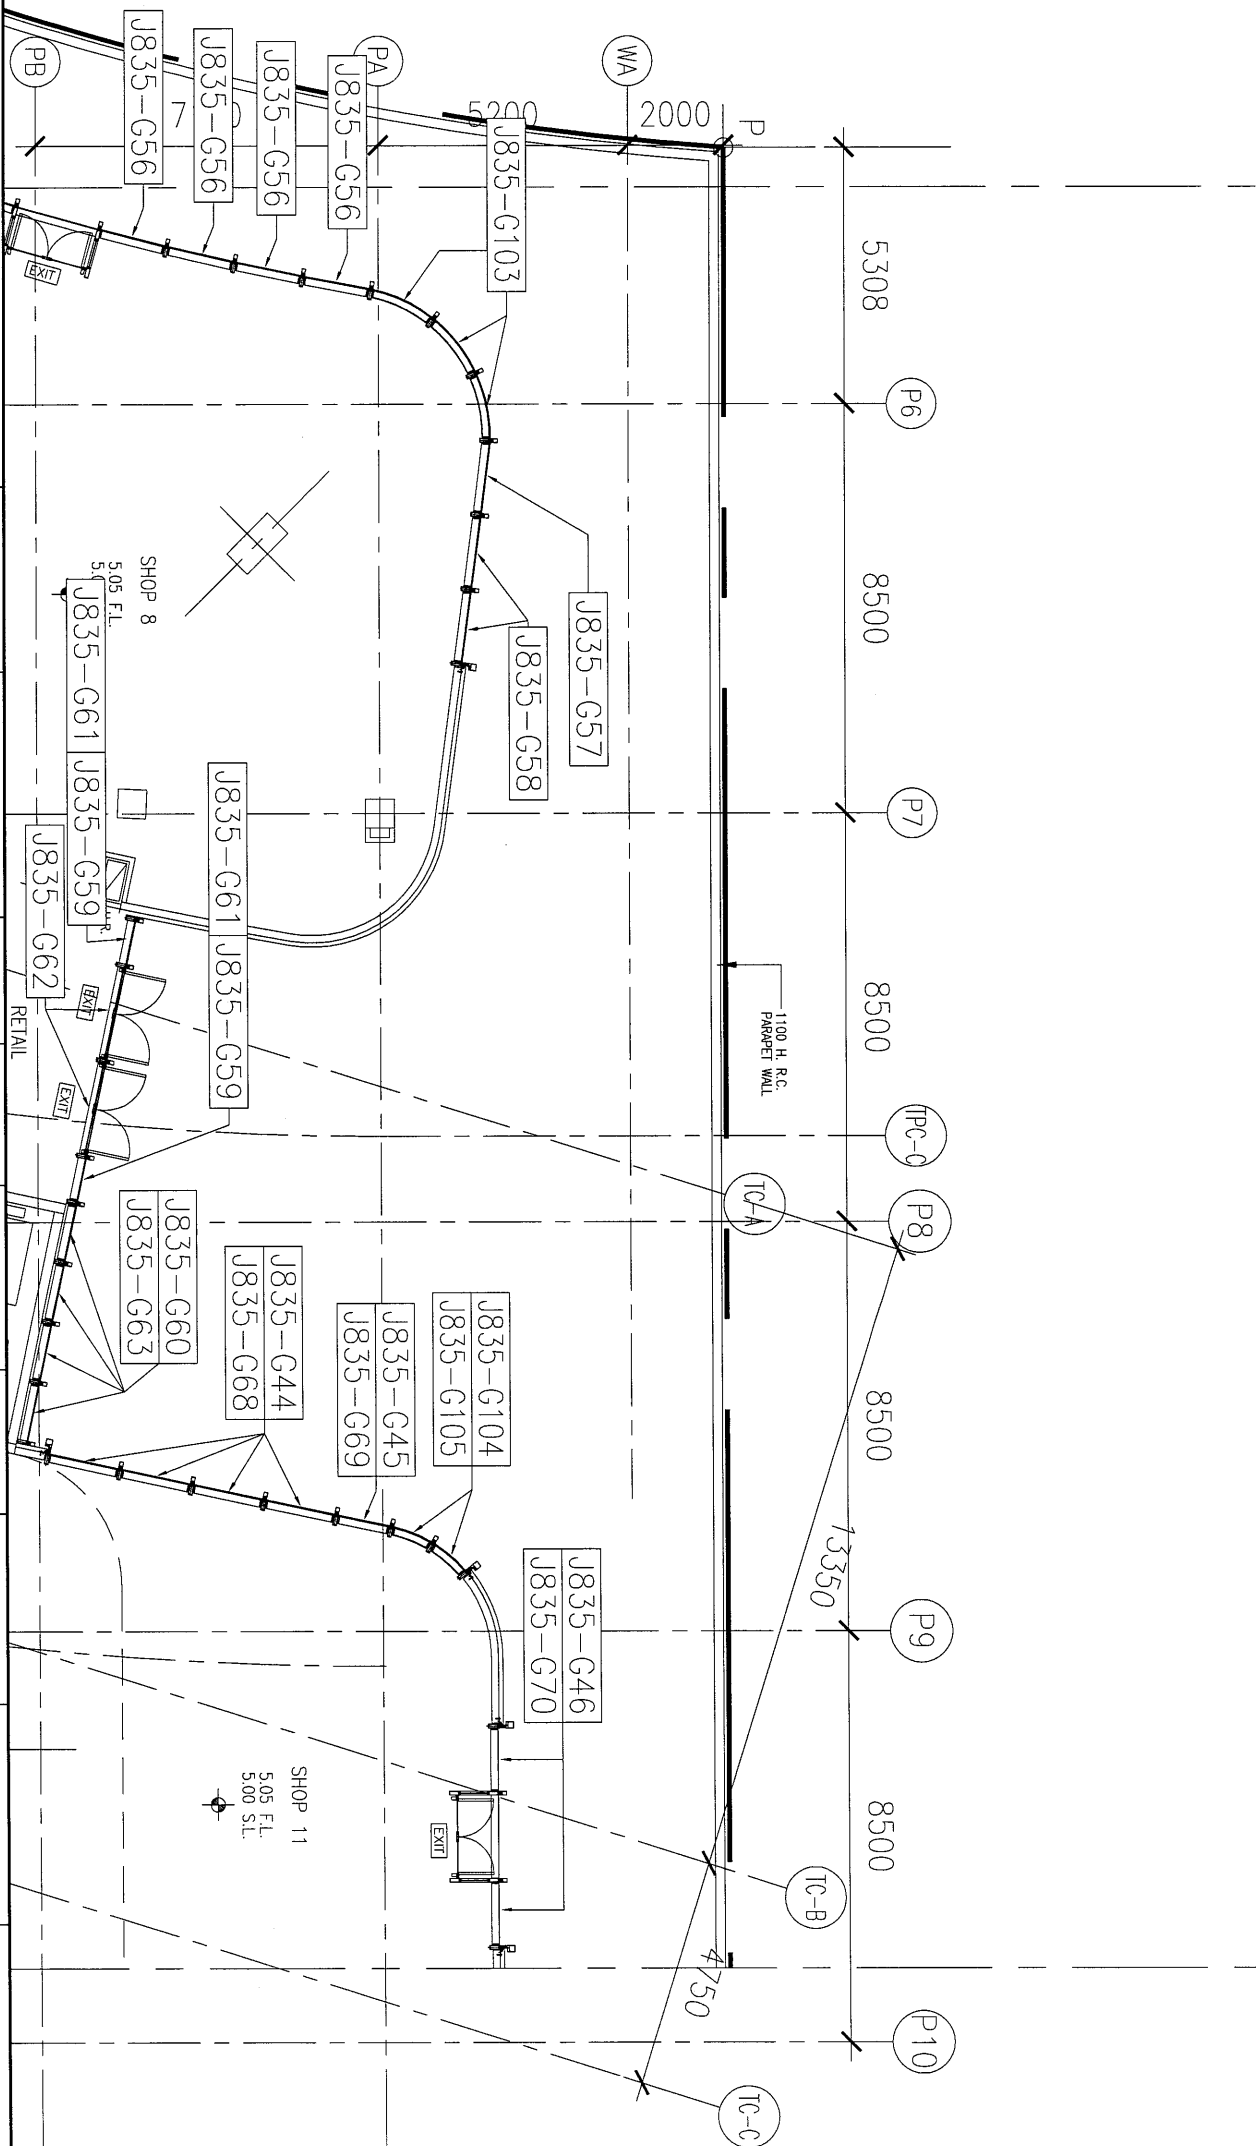 PB
PA
WA
P
5200
2000
J835-G56
J835-G56
J835-G56
J835-G56
J835-G103
EXIT
5308
P6
8500
P7
8500
TPC-C
P8
8500
P9
8500
P10
SHOP 8
5.05 F.L.
J835-G57
J835-G58
J835-G61 J835-G59
J835-G61 J835-G59
J835-G62
EXIT
EXIT
RETAIL
1100 H. R.C.
PARAPET WALL
TC-A
13350
J835-G60
J835-G63
J835-G44
J835-G68
J835-G45
J835-G69
J835-G104
J835-G105
J835-G46
J835-G70
SHOP 11
5.05 F.L.
5.00 S.L.
EXIT
TC-B
4750
TC-C